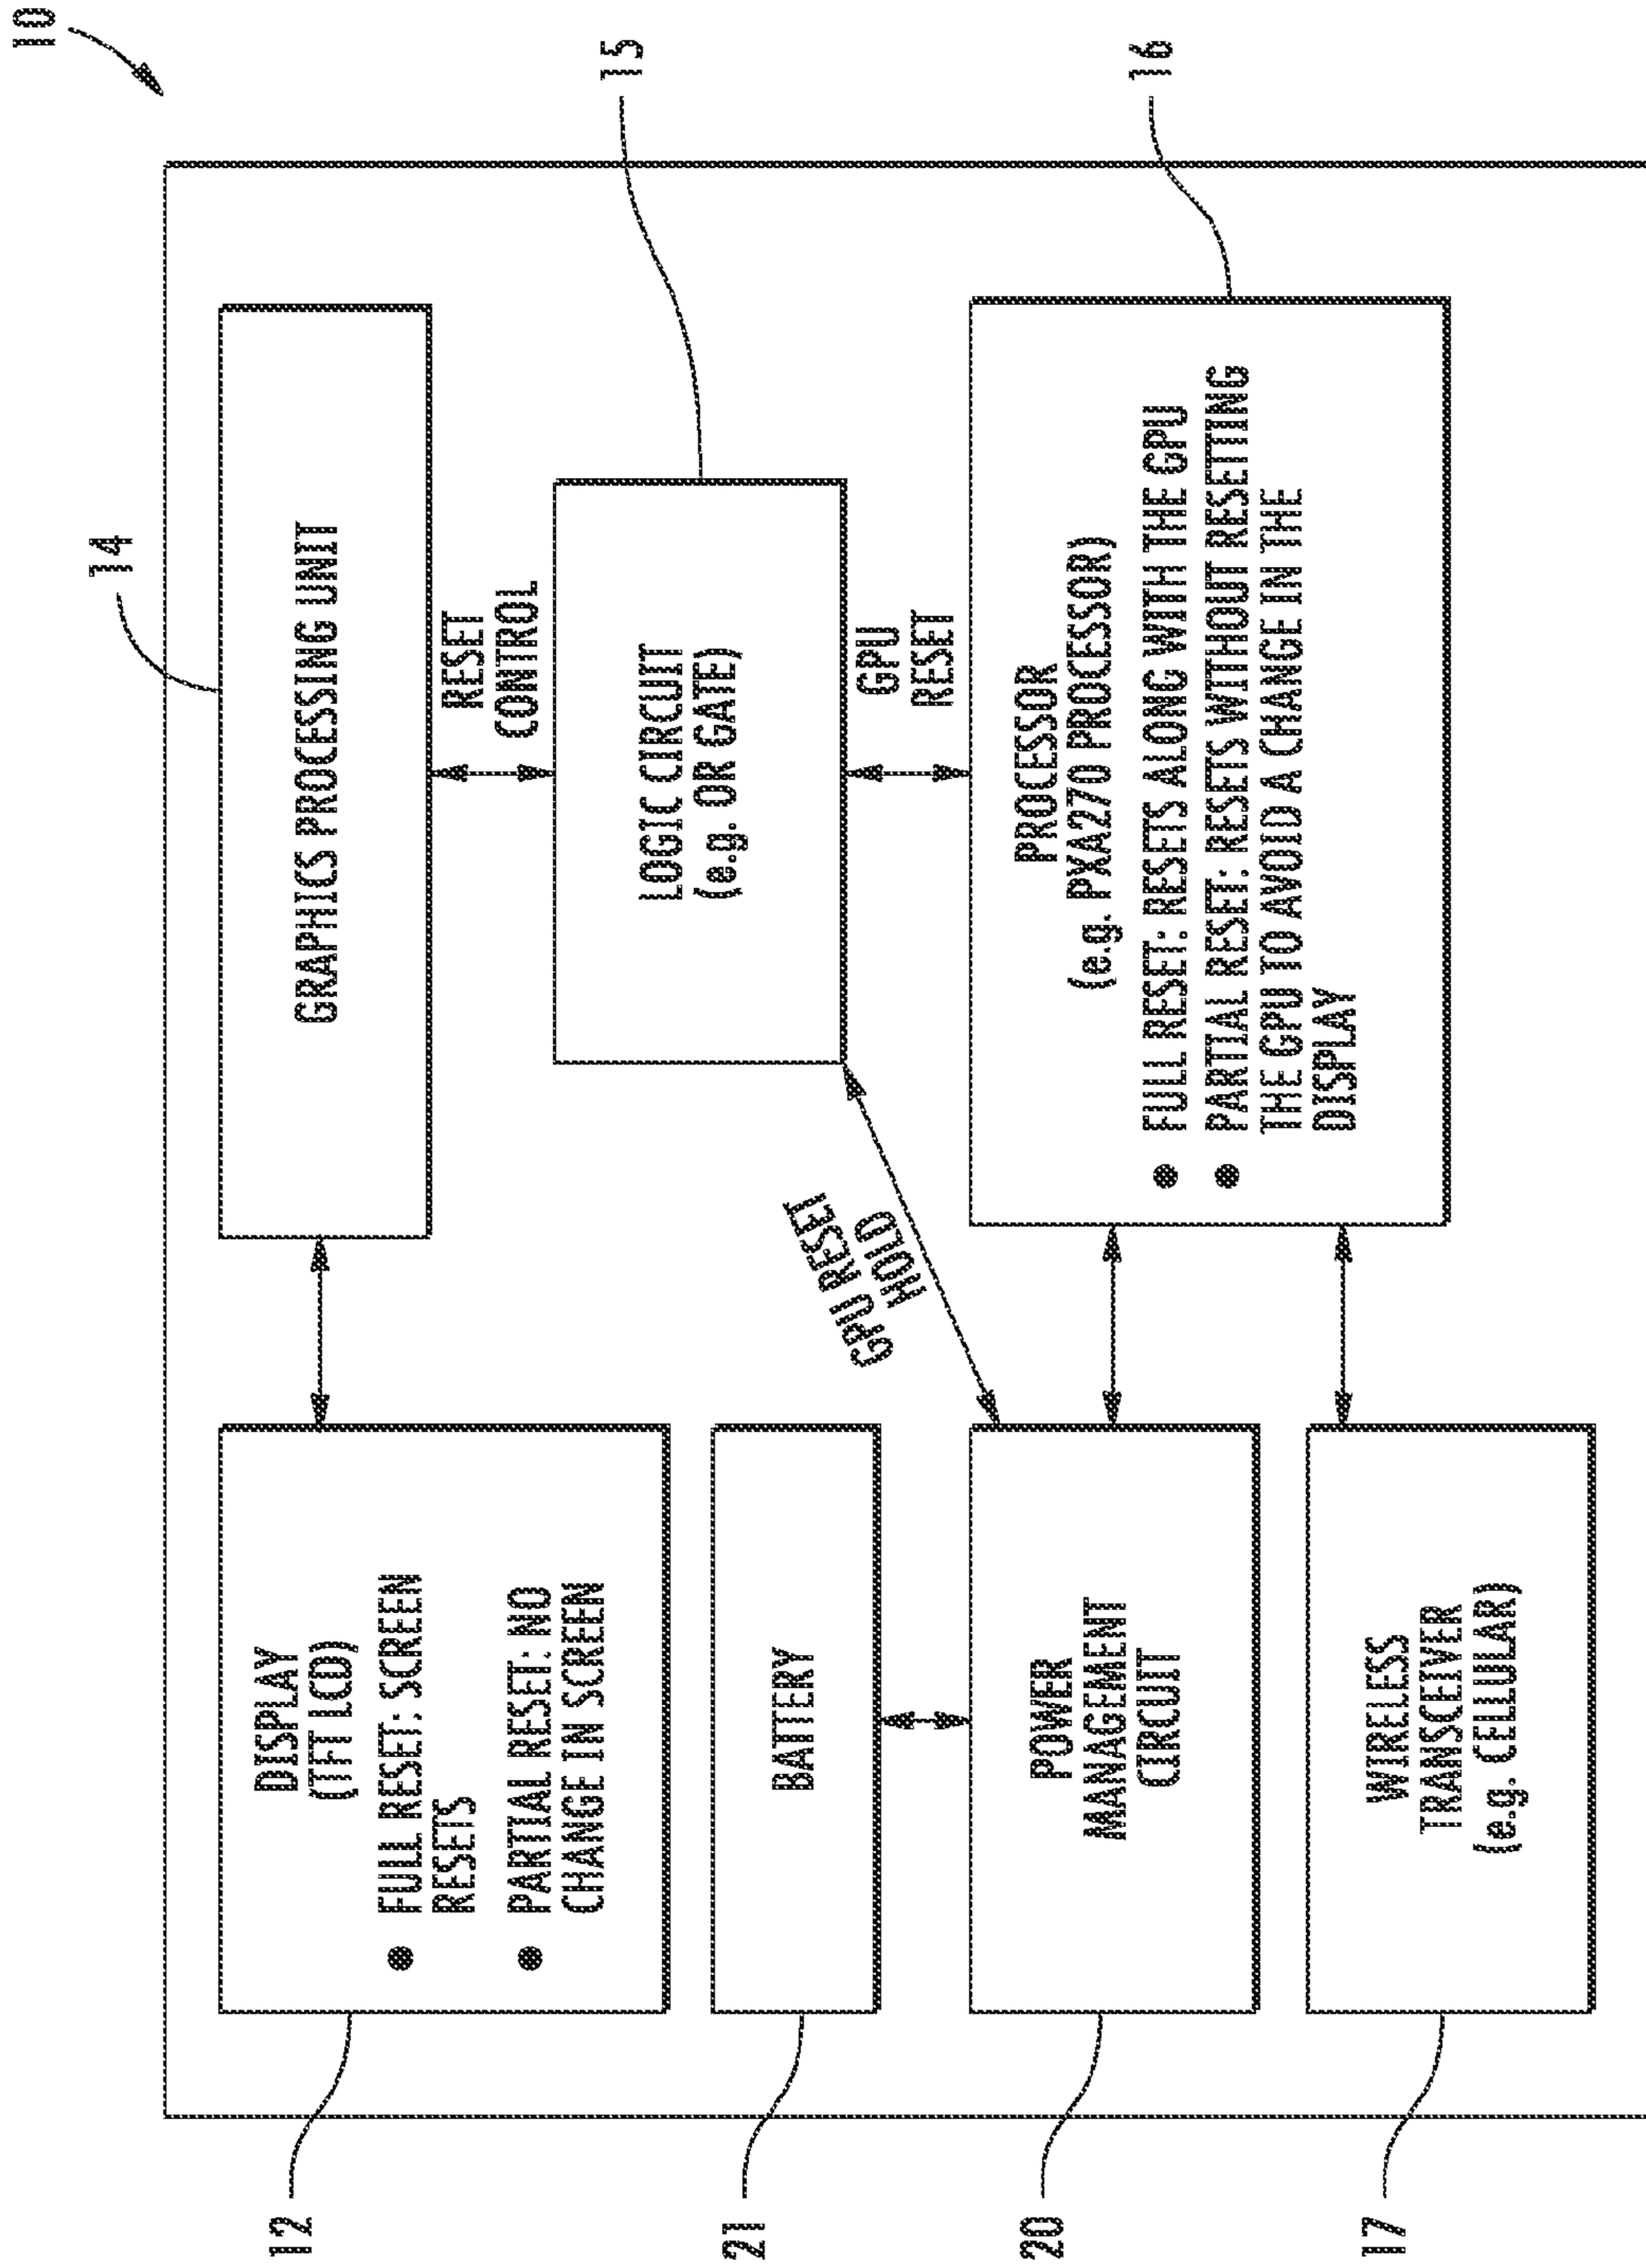 10
14
15
16
12
21
20
17
DISPLAY
(TFT LCD)
● FULL RESET: SCREEN
RESETS
● PARTIAL RESET: NO
CHANGE IN SCREEN
GRAPHICS PROCESSING UNIT
RESET
CONTROL
LOGIC CIRCUIT
(e.g. OR GATE)
GPU
RESET
GPU RESET
HOLD
BATTERY
POWER
MANAGEMENT
CIRCUIT
PROCESSOR
(e.g. PXA270 PROCESSOR)
● FULL RESET: RESETS ALONG WITH THE GPU
● PARTIAL RESET: RESETS WITHOUT RESETTING
THE GPU TO AVOID A CHANGE IN THE
DISPLAY
WIRELESS
TRANSCEIVER
(e.g. CELLULAR)